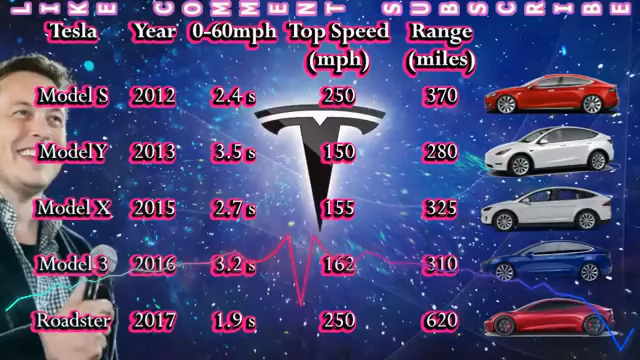 LIKE COMMENT SUBSCRIBE
Tesla Year 0-60mph Top Speed (mph) Range (miles)
Model S 2012 2.4 s 250 370
Model Y 2013 3.5 s 150 280
Model X 2015 2.7 s 155 325
Model 3 2016 3.2 s 162 310
Roadster 2017 1.9 s 250 620